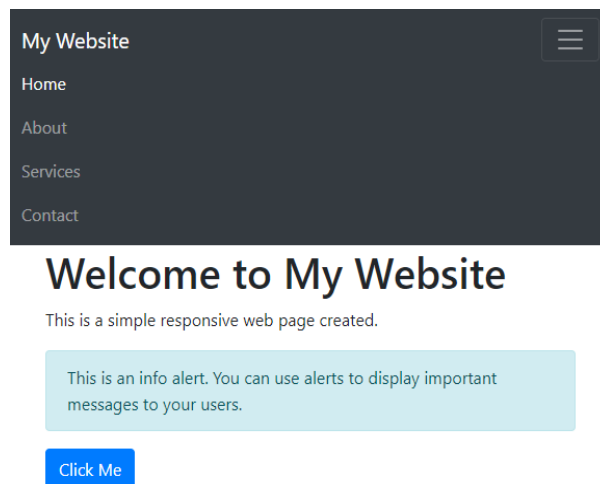 My Website
Home
About
Services
Contact
Welcome to My Website
This is a simple responsive web page created.
This is an info alert. You can use alerts to display important
messages to your users.
Click Me